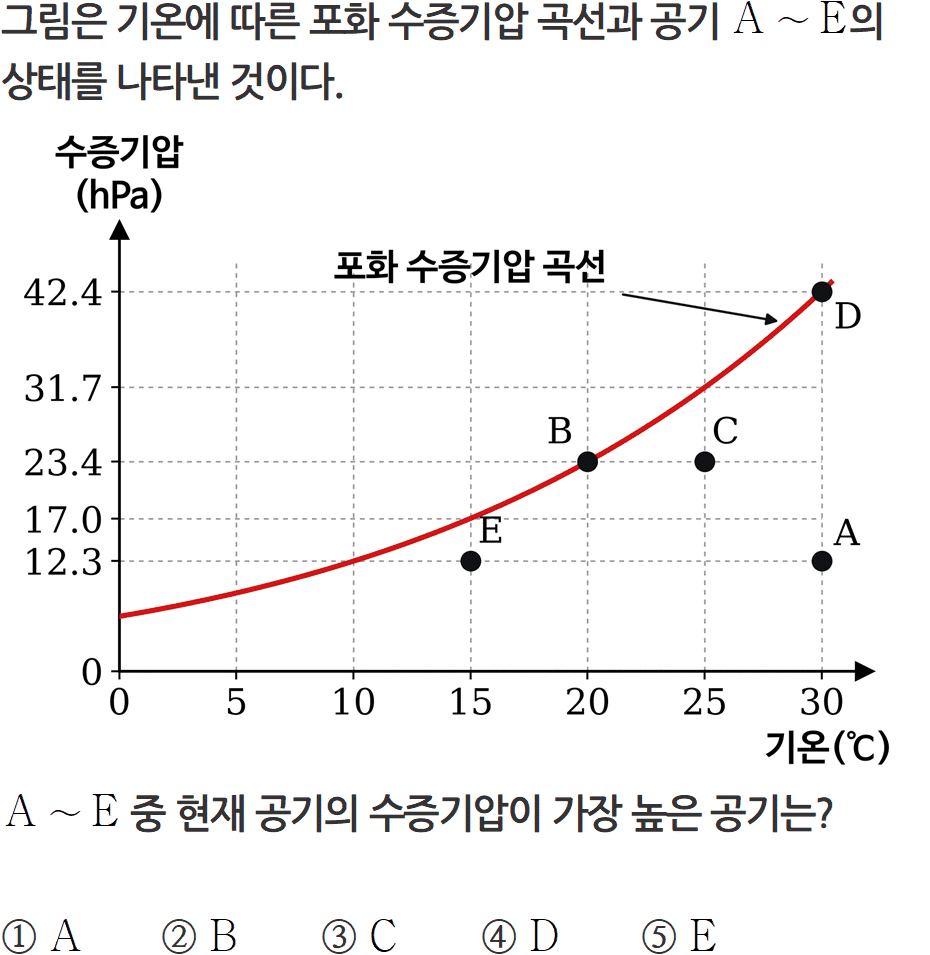 그림은 기온에 따른 포화 수증기압 곡선과 공기 A ~ E의
상태를 나타낸 것이다.
수증기압
(hPa)
포화 수증기압 곡선
42.4
D
31.7
B
C
23.4
17.0
E
A
12.3
0
0 5 10 15 20 25 30
기온(℃)
A ~ E 중 현재 공기의 수증기압이 가장 높은 공기는?
① A ② B ③ C ④ D ⑤ E